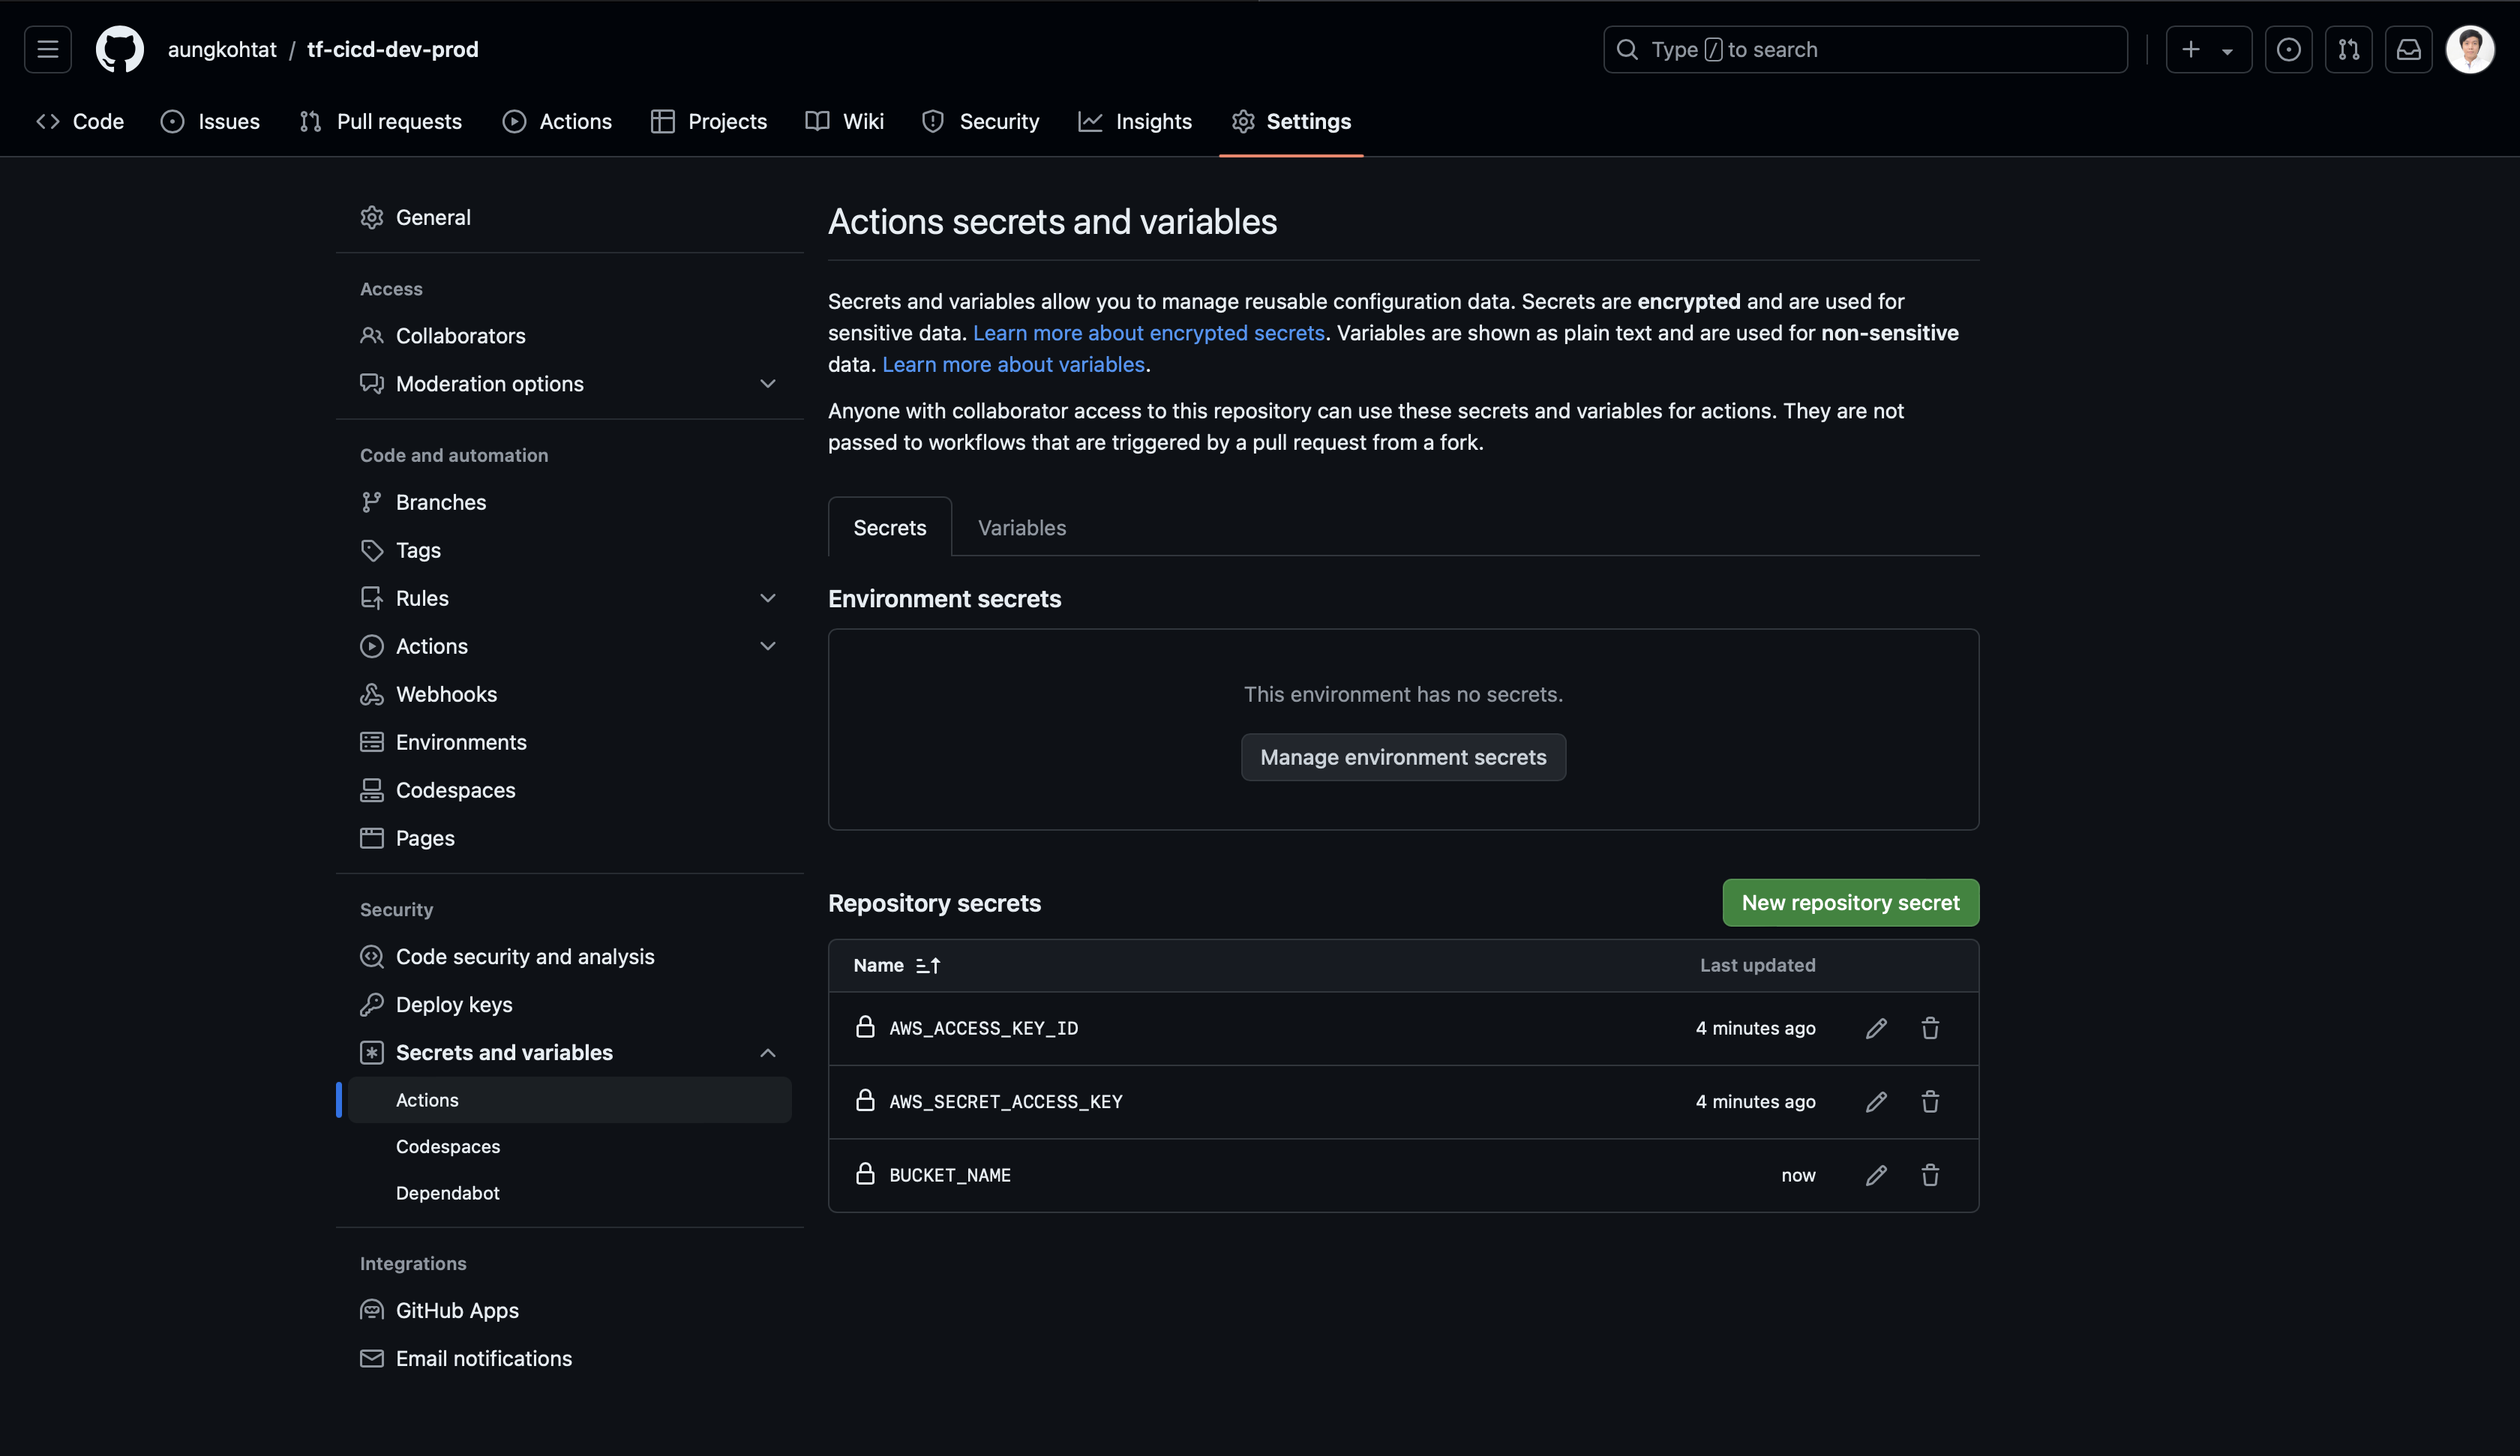 aungkohtat / tf-cicd-dev-prod
Type / to search
Code
Issues
Pull requests
Actions
Projects
Wiki
Security
Insights
Settings
General
Access
Collaborators
Moderation options
Code and automation
Branches
Tags
Rules
Actions
Webhooks
Environments
Codespaces
Pages
Security
Code security and analysis
Deploy keys
Secrets and variables
Actions
Codespaces
Dependabot
Integrations
GitHub Apps
Email notifications
Actions secrets and variables
Secrets and variables allow you to manage reusable configuration data. Secrets are encrypted and are used for
sensitive data. Learn more about encrypted secrets. Variables are shown as plain text and are used for non-sensitive
data. Learn more about variables.
Anyone with collaborator access to this repository can use these secrets and variables for actions. They are not
passed to workflows that are triggered by a pull request from a fork.
Secrets
Variables
Environment secrets
This environment has no secrets.
Manage environment secrets
Repository secrets
New repository secret
Name
Last updated
AWS_ACCESS_KEY_ID
4 minutes ago
AWS_SECRET_ACCESS_KEY
4 minutes ago
BUCKET_NAME
now